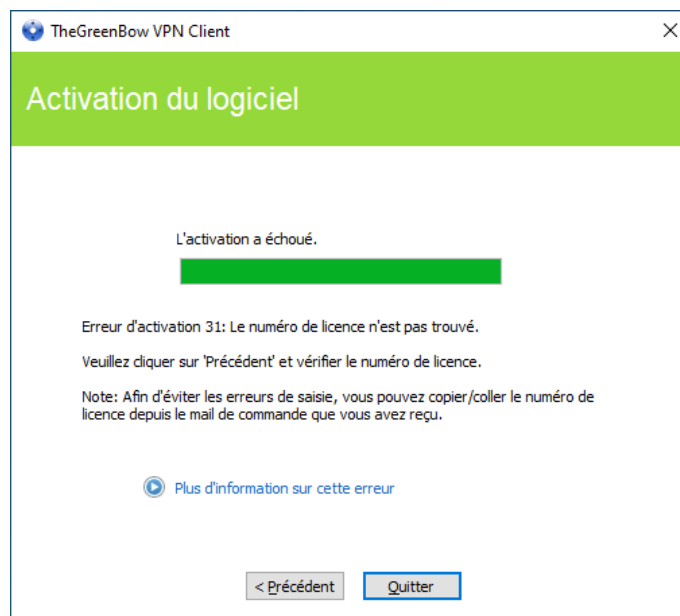 TheGreenBow VPN Client
Activation du logiciel
L'activation a échoué.
Erreur d'activation 31: Le numéro de licence n'est pas trouvé.
Veuillez cliquer sur 'Précédent' et vérifier le numéro de licence.
Note: Afin d'éviter les erreurs de saisie, vous pouvez copier/coller le numéro de
licence depuis le mail de commande que vous avez reçu.
Plus d'information sur cette erreur
< Précédent Quitter